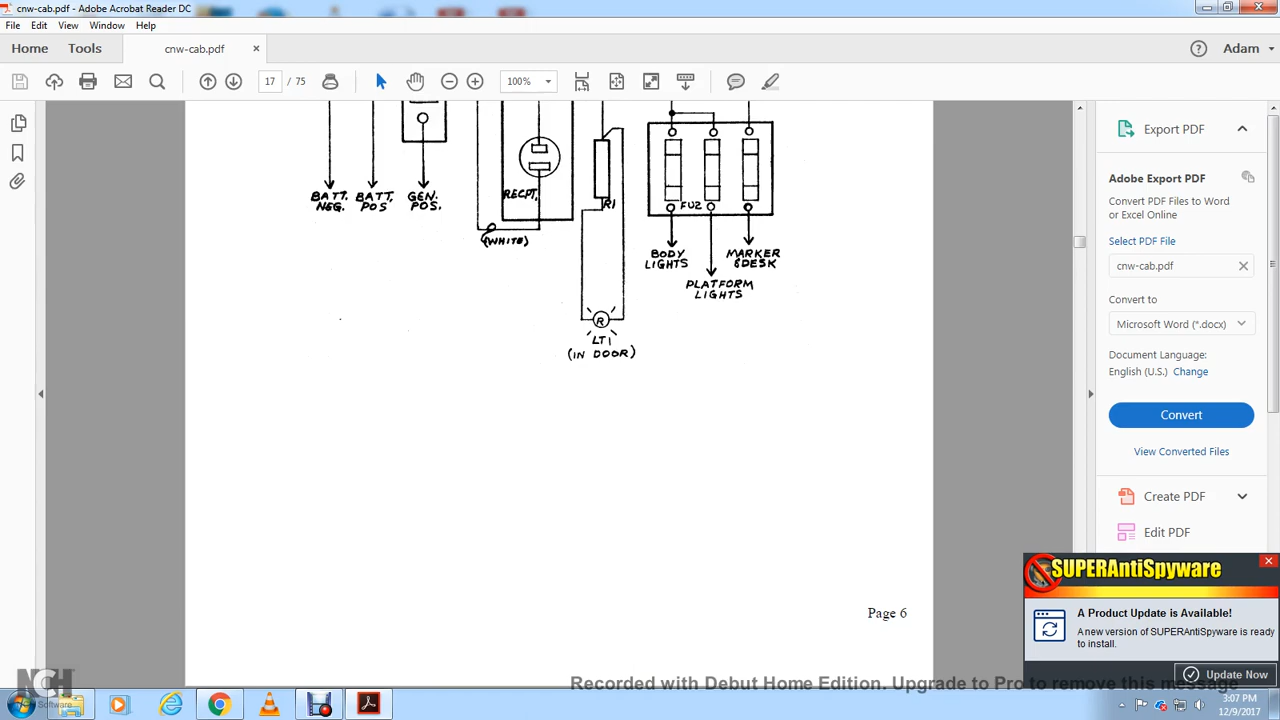 cnw-cab.pdf - Adobe Acrobat Reader DC
File Edit View Window Help
Home Tools cnw-cab.pdf × Adam
17 / 75 100%
BATT. NEG.
BATT. POS
GEN. POS.
RECPT.
(WHITE)
R1
FU2
BODY LIGHTS
PLATFORM LIGHTS
MARKER & DESK
R
LT1
(IN DOOR)
Page 6
Export PDF
Adobe Export PDF
Convert PDF Files to Word
or Excel Online
Select PDF File
cnw-cab.pdf
Convert to
Microsoft Word (*.docx)
Document Language:
English (U.S.) Change
Convert
View Converted Files
Create PDF
Edit PDF
SUPERAntiSpyware
A Product Update is Available!
A new version of SUPERAntiSpyware is ready
to install.
Update Now
NCH
Software
Recorded with Debut Home Edition. Upgrade to Pro to remove this message
3:07 PM
12/9/2017